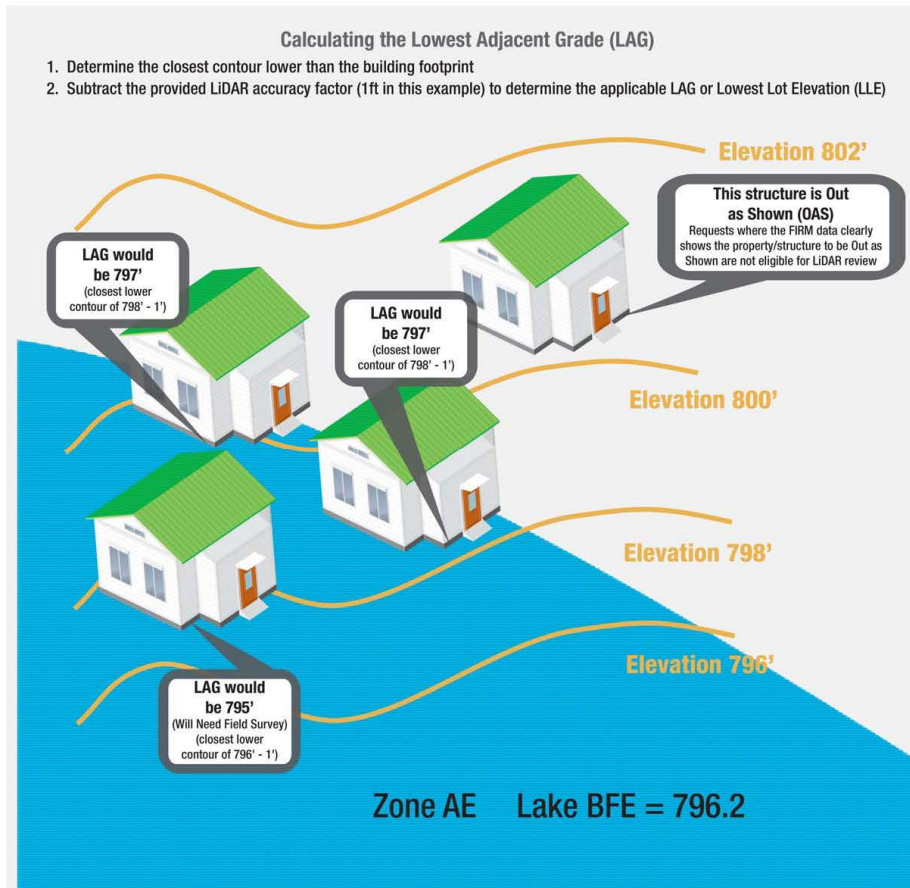 Calculating the Lowest Adjacent Grade (LAG)
1. Determine the closest contour lower than the building footprint
2. Subtract the provided LiDAR accuracy factor (1ft in this example) to determine the applicable LAG or Lowest Lot Elevation (LLE)
Elevation 802'
This structure is Out
as Shown (OAS)
Requests where the FIRM data clearly
shows the property/structure to be Out as
Shown are not eligible for LiDAR review
LAG would
be 797'
(closest lower
contour of 798' - 1')
LAG would
be 797'
(closest lower
contour of 798' - 1')
Elevation 800'
Elevation 798'
Elevation 796'
LAG would
be 795'
(Will Need Field Survey)
(closest lower
contour of 796' - 1')
Zone AE Lake BFE = 796.2